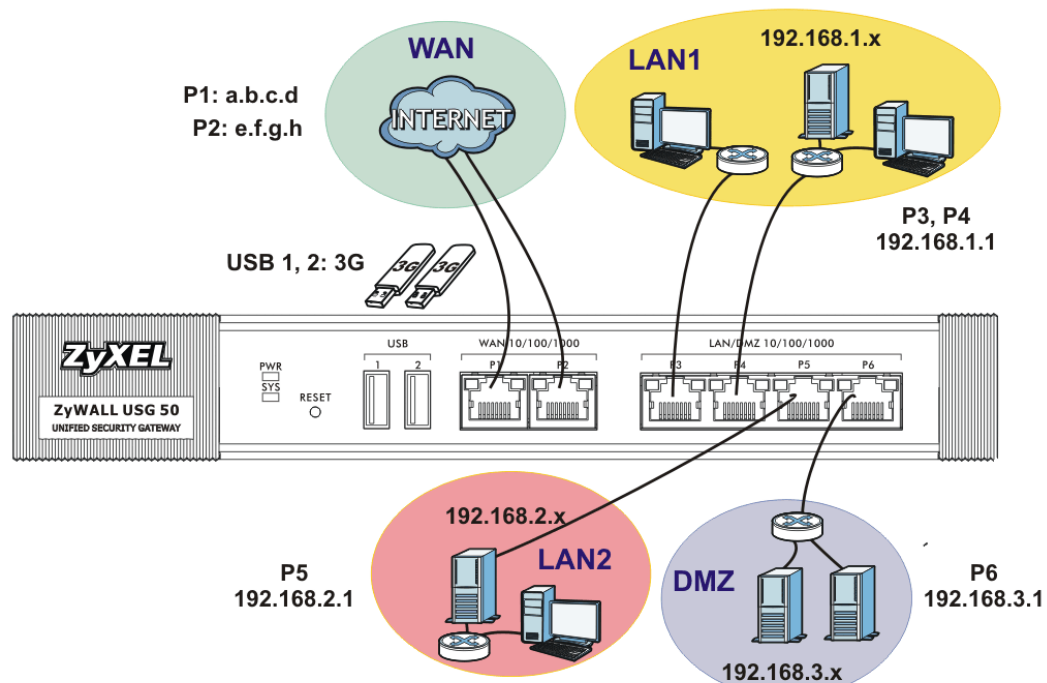 WAN
P1: a.b.c.d
P2: e.f.g.h
INTERNET
192.168.1.x
LAN1
P3, P4
192.168.1.1
USB 1, 2: 3G
3G
3G
ZyXEL
ZyWALL USG 50
UNIFIED SECURITY GATEWAY
PWR
SYS
RESET
USB
1 2
WAN 10/100/1000
P1 P2
LAN/DMZ 10/100/1000
P3 P4 P5 P6
192.168.2.x
LAN2
P5
192.168.2.1
DMZ
192.168.3.x
P6
192.168.3.1